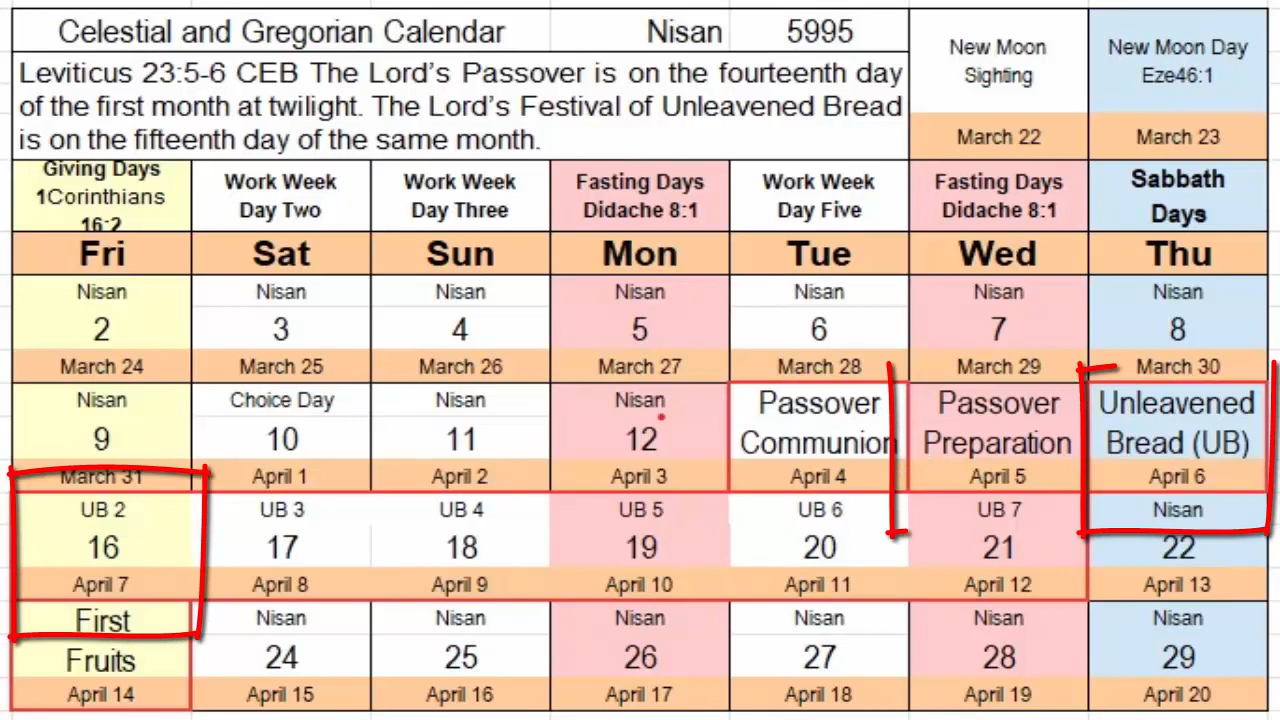 Celestial and Gregorian Calendar Nisan 5995
Leviticus 23:5-6 CEB The Lord's Passover is on the fourteenth day
of the first month at twilight. The Lord's Festival of Unleavened Bread
is on the fifteenth day of the same month.
New Moon
Sighting
March 22
New Moon Day
Eze46:1
March 23
Giving Days
1Corinthians
16:2
Work Week
Day Two
Work Week
Day Three
Fasting Days
Didache 8:1
Work Week
Day Five
Fasting Days
Didache 8:1
Sabbath
Days
Fri Sat Sun Mon Tue Wed Thu
Nisan Nisan Nisan Nisan Nisan Nisan Nisan
2 3 4 5 6 7 8
March 24 March 25 March 26 March 27 March 28 March 29 March 30
Nisan
9
March 31
Choice Day
10
April 1
Nisan
11
April 2
Nisan
12
April 3
Passover
Communion
April 4
Passover
Preparation
April 5
Unleavened
Bread (UB)
April 6
UB 2 UB 3 UB 4 UB 5 UB 6 UB 7 Nisan
16 17 18 19 20 21 22
April 7 April 8 April 9 April 10 April 11 April 12 April 13
First
Fruits
April 14
Nisan Nisan Nisan Nisan Nisan Nisan
24 25 26 27 28 29
April 15 April 16 April 17 April 18 April 19 April 20